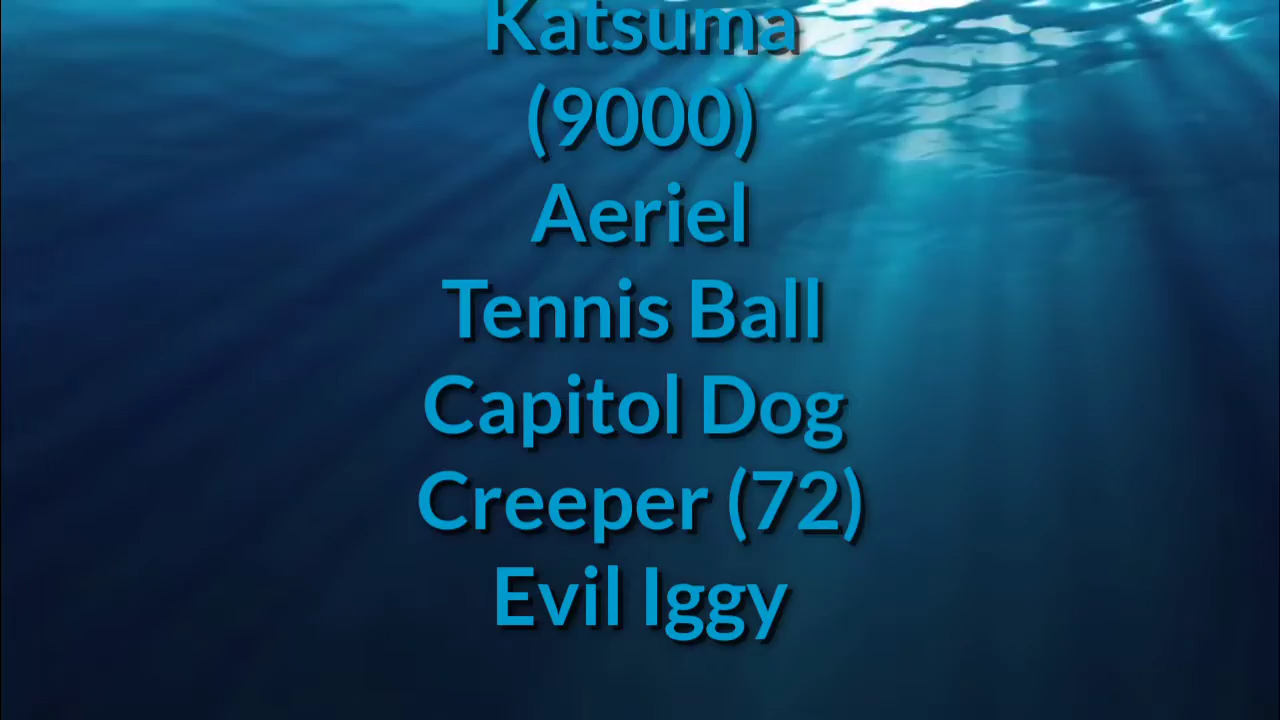 Katsuma
(9000)
Aeriel
Tennis Ball
Capitol Dog
Creeper (72)
Evil Iggy